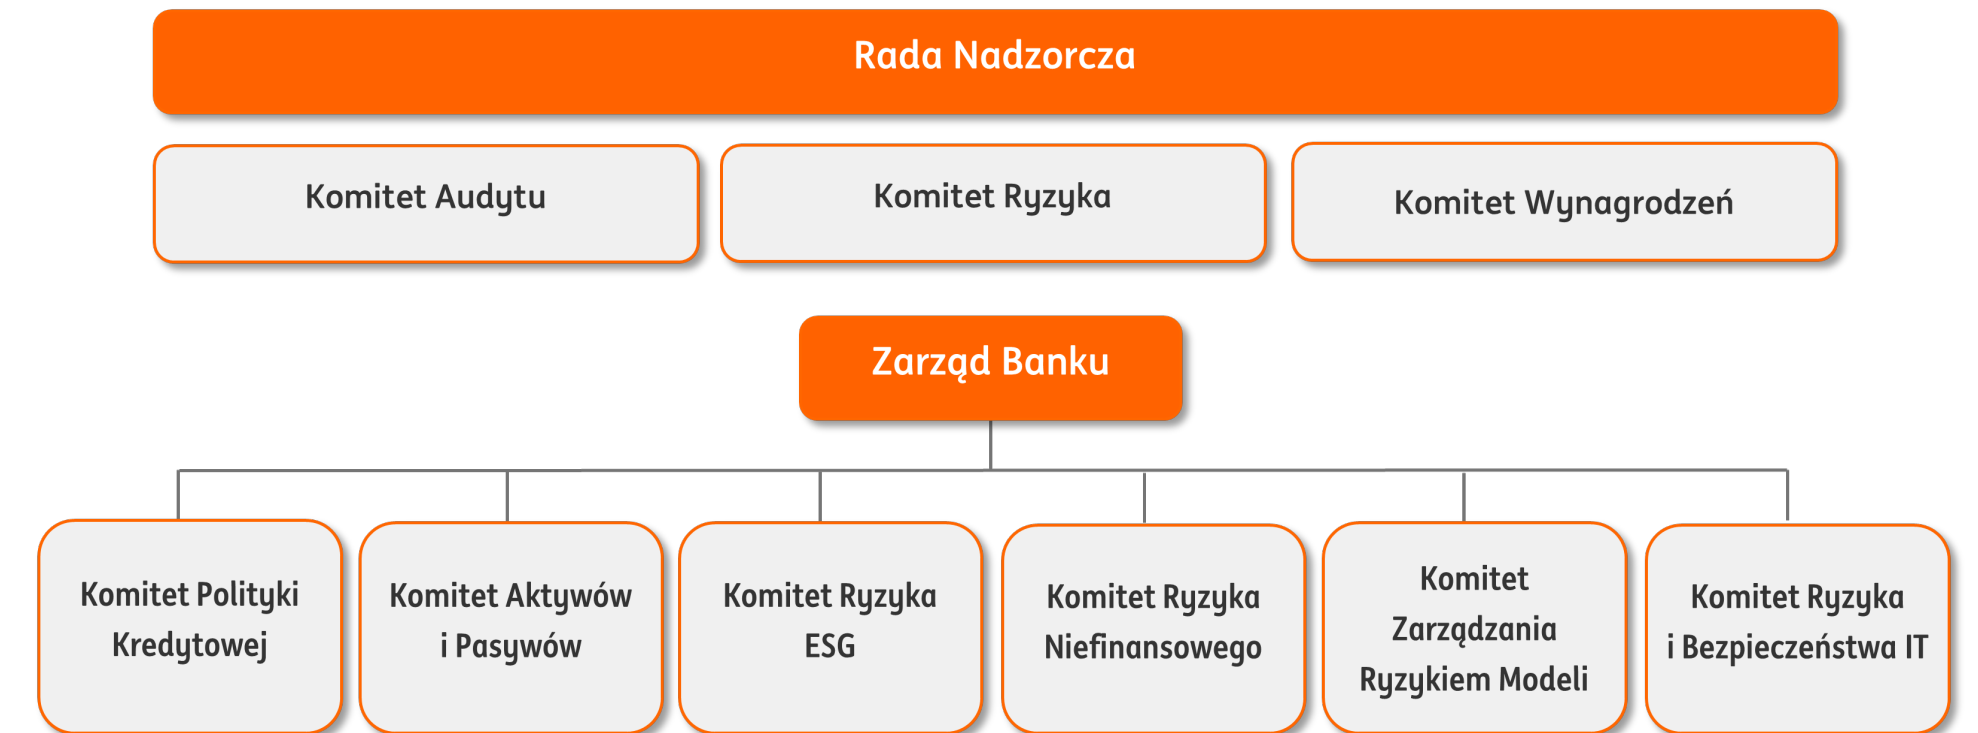 Rada Nadzorcza
Komitet Audytu
Komitet Ryzyka
Komitet Wynagrodzeń
Zarząd Banku
Komitet Polityki
Kredytowej
Komitet Aktywów
i Pasywów
Komitet Ryzyka
ESG
Komitet Ryzyka
Niefinansowego
Komitet
Zarządzania
Ryzykiem Modeli
Komitet Ryzyka
i Bezpieczeństwa IT